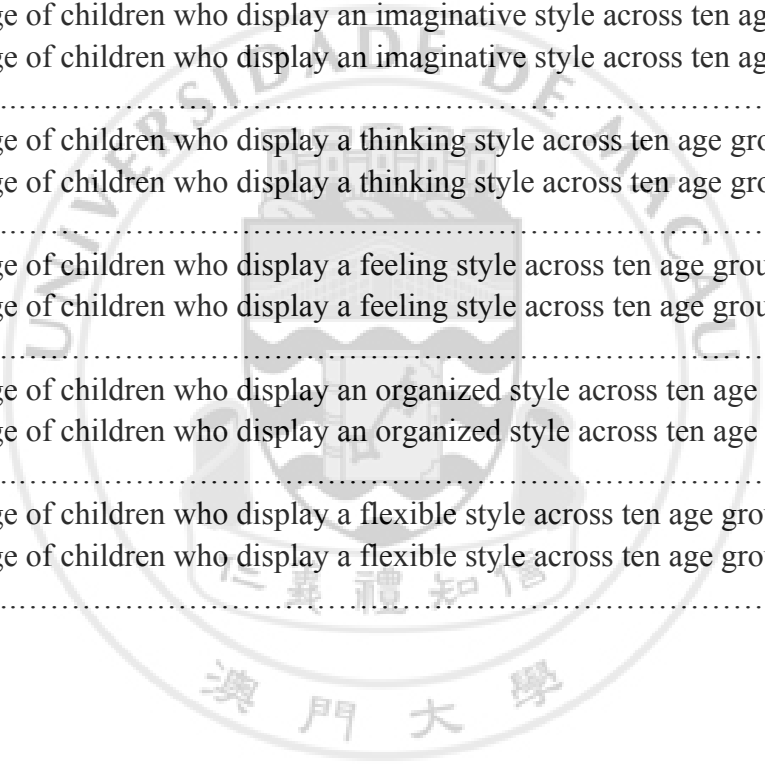 ge of children who display an imaginative style across ten ag
ge of children who display an imaginative style across ten ag
……………………………………………………………
ge of children who display a thinking style across ten age gro
ge of children who display a thinking style across ten age gro
……………………………………………………………
ge of children who display a feeling style across ten age grou
ge of children who display a feeling style across ten age grou
……………………………………………………………
ge of children who display an organized style across ten age
ge of children who display an organized style across ten age
……………………………………………………………
ge of children who display a flexible style across ten age gro
ge of children who display a flexible style across ten age gro
……………………………………………………………
UNIVERSIDADE DE MACAU
仁義禮知信
澳門大學